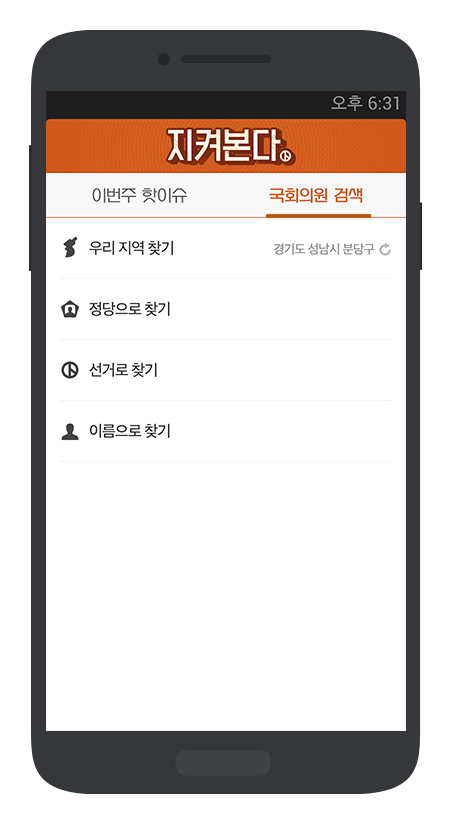 오후 6:31
지켜본다.
이번주 핫이슈 국회의원 검색
우리 지역 찾기 경기도 성남시 분당구
정당으로 찾기
선거로 찾기
이름으로 찾기